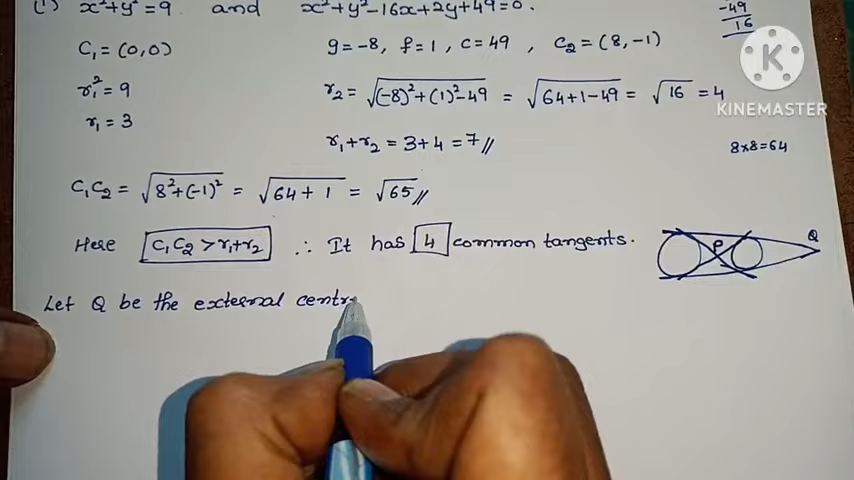 (1) x²+y²=9 and x²+y²-16x+2y+49=0.
-49
16
C₁ = (0,0) g=-8, f=1, c=49, C₂=(8,-1)
r₁²=9 r₂= √(-8)²+(1)²-49 = √64+1-49 = √16 =4
r₁=3
r₁+r₂ = 3+4 = 7//
8×8=64
C₁C₂ = √8²+(-1)² = √64+1 = √65//
Here C₁C₂>r₁+r₂ ∴ It has 4 common tangents.
P Q
Let Q be the external centr
KINEMASTER